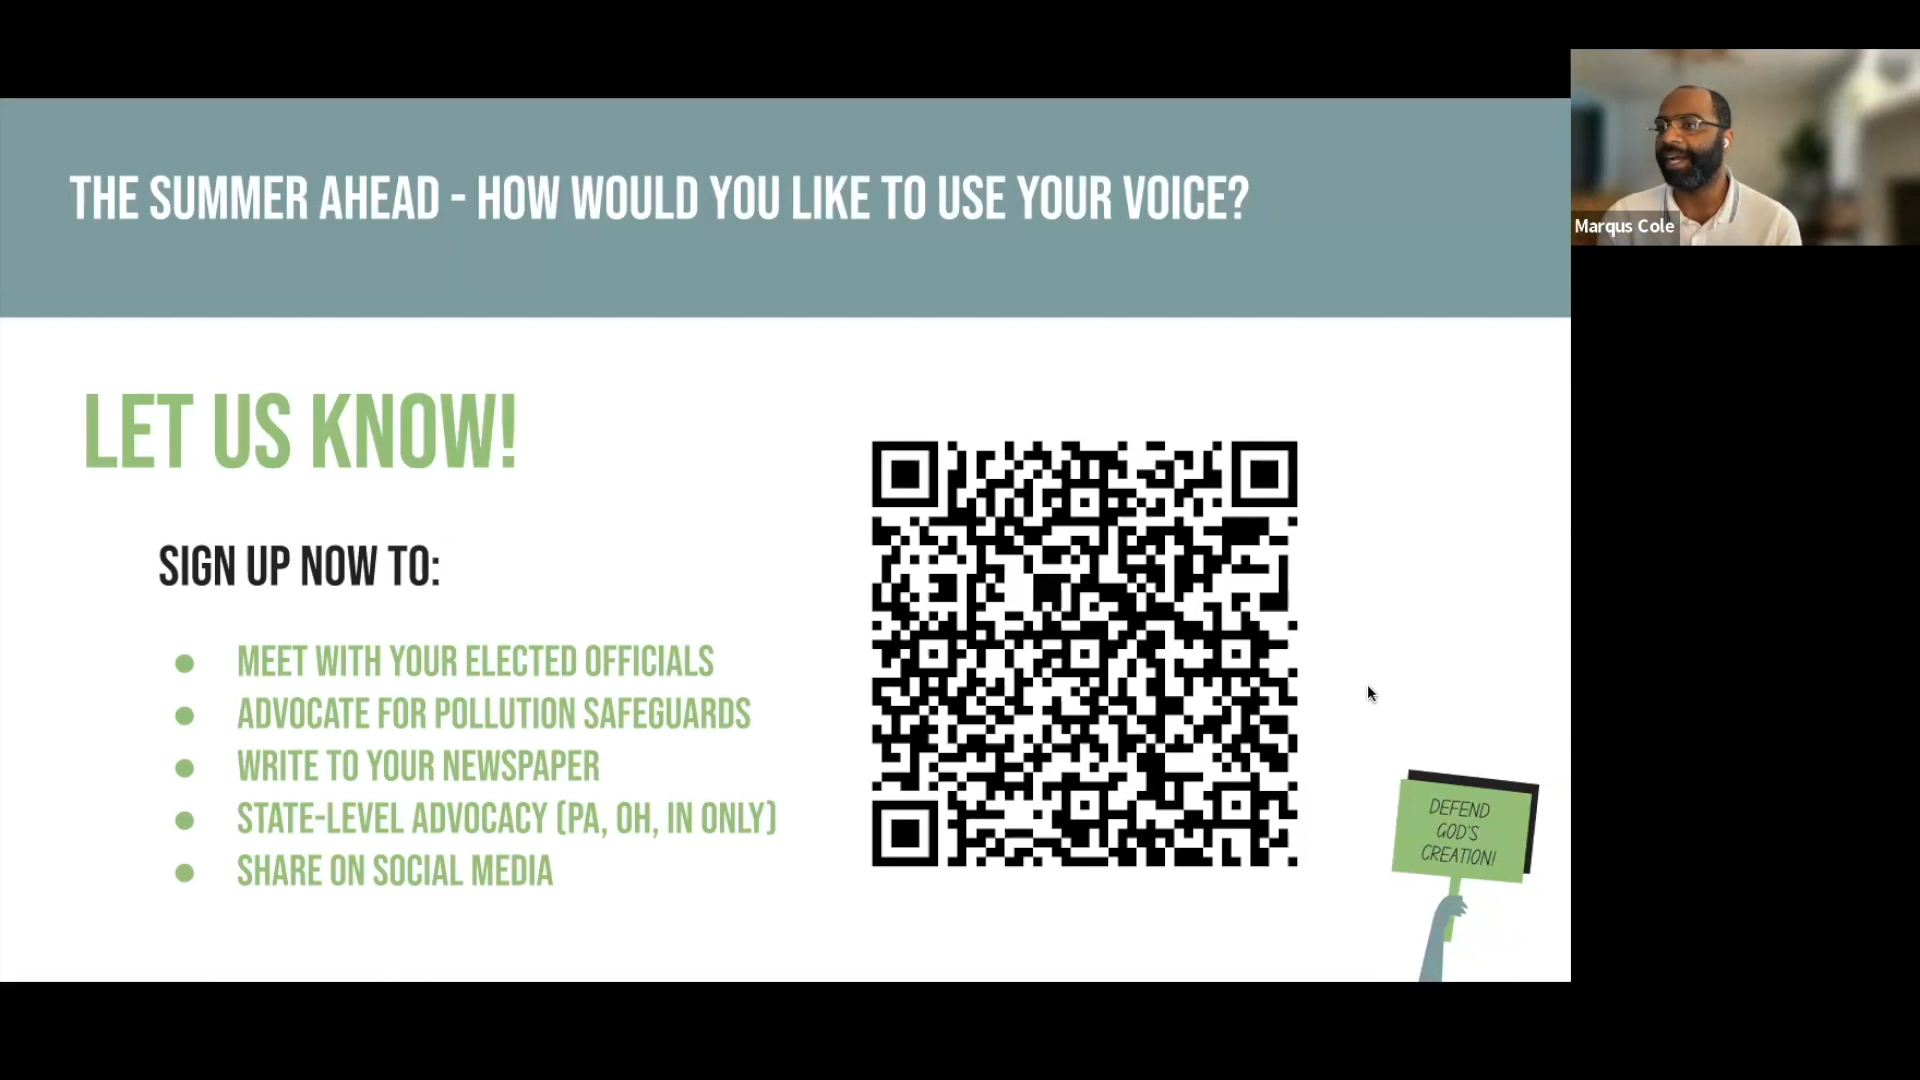 THE SUMMER AHEAD - HOW WOULD YOU LIKE TO USE YOUR VOICE?
Marqus Cole
LET US KNOW!
SIGN UP NOW TO:
● MEET WITH YOUR ELECTED OFFICIALS
● ADVOCATE FOR POLLUTION SAFEGUARDS
● WRITE TO YOUR NEWSPAPER
● STATE-LEVEL ADVOCACY (PA, OH, IN ONLY)
● SHARE ON SOCIAL MEDIA
DEFEND
GOD'S
CREATION!